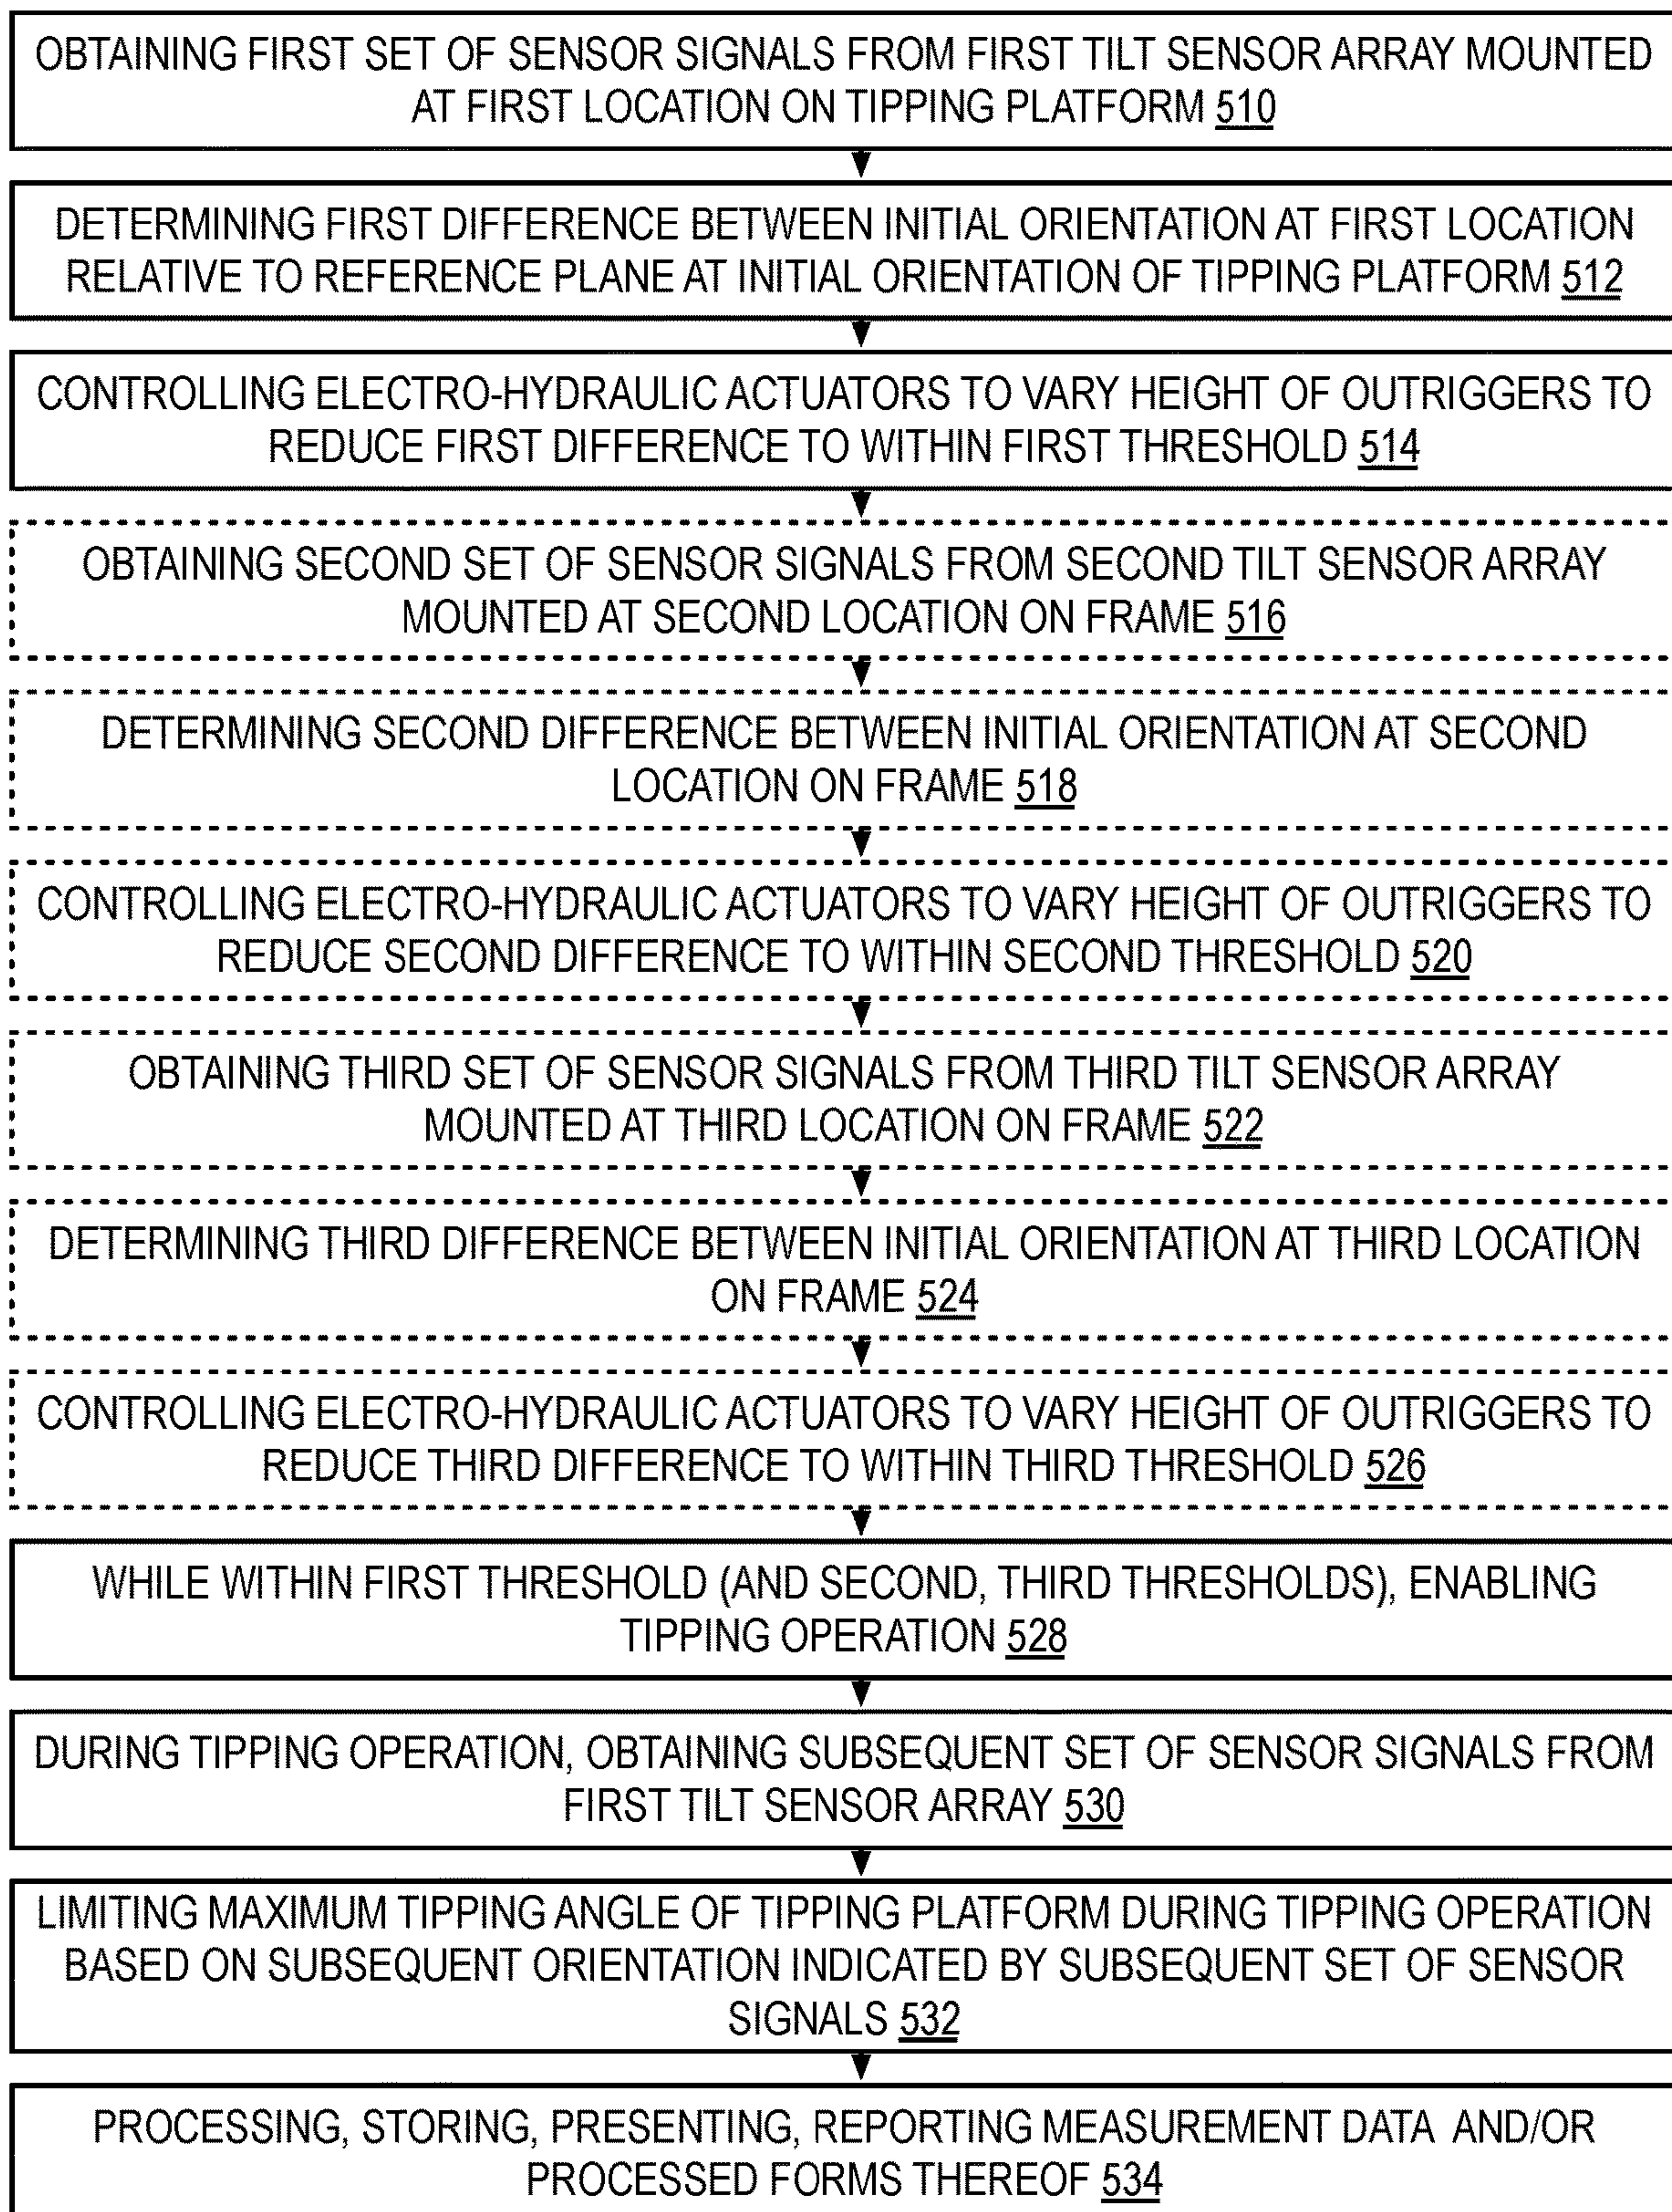 OBTAINING FIRST SET OF SENSOR SIGNALS FROM FIRST TILT SENSOR ARRAY MOUNTED
AT FIRST LOCATION ON TIPPING PLATFORM 510
DETERMINING FIRST DIFFERENCE BETWEEN INITIAL ORIENTATION AT FIRST LOCATION
RELATIVE TO REFERENCE PLANE AT INITIAL ORIENTATION OF TIPPING PLATFORM 512
CONTROLLING ELECTRO-HYDRAULIC ACTUATORS TO VARY HEIGHT OF OUTRIGGERS TO
REDUCE FIRST DIFFERENCE TO WITHIN FIRST THRESHOLD 514
OBTAINING SECOND SET OF SENSOR SIGNALS FROM SECOND TILT SENSOR ARRAY
MOUNTED AT SECOND LOCATION ON FRAME 516
DETERMINING SECOND DIFFERENCE BETWEEN INITIAL ORIENTATION AT SECOND
LOCATION ON FRAME 518
CONTROLLING ELECTRO-HYDRAULIC ACTUATORS TO VARY HEIGHT OF OUTRIGGERS TO
REDUCE SECOND DIFFERENCE TO WITHIN SECOND THRESHOLD 520
OBTAINING THIRD SET OF SENSOR SIGNALS FROM THIRD TILT SENSOR ARRAY
MOUNTED AT THIRD LOCATION ON FRAME 522
DETERMINING THIRD DIFFERENCE BETWEEN INITIAL ORIENTATION AT THIRD LOCATION
ON FRAME 524
CONTROLLING ELECTRO-HYDRAULIC ACTUATORS TO VARY HEIGHT OF OUTRIGGERS TO
REDUCE THIRD DIFFERENCE TO WITHIN THIRD THRESHOLD 526
WHILE WITHIN FIRST THRESHOLD (AND SECOND, THIRD THRESHOLDS), ENABLING
TIPPING OPERATION 528
DURING TIPPING OPERATION, OBTAINING SUBSEQUENT SET OF SENSOR SIGNALS FROM
FIRST TILT SENSOR ARRAY 530
LIMITING MAXIMUM TIPPING ANGLE OF TIPPING PLATFORM DURING TIPPING OPERATION
BASED ON SUBSEQUENT ORIENTATION INDICATED BY SUBSEQUENT SET OF SENSOR
SIGNALS 532
PROCESSING, STORING, PRESENTING, REPORTING MEASUREMENT DATA AND/OR
PROCESSED FORMS THEREOF 534